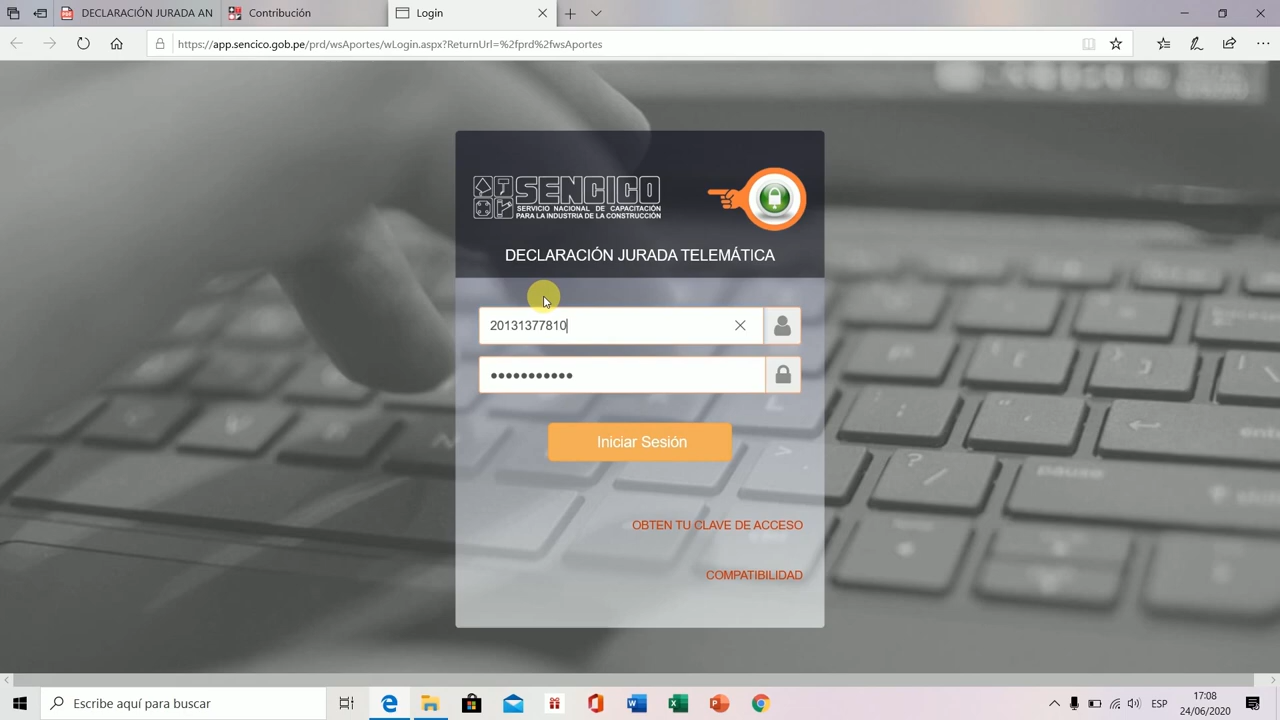 DECLARACIÓN JURADA AN
Contribución
Login
https://app.sencico.gob.pe/prd/wsAportes/wLogin.aspx?ReturnUrl=%2fprd%2fwsAportes
SENCICO
SERVICIO NACIONAL DE CAPACITACIÓN
PARA LA INDUSTRIA DE LA CONSTRUCCIÓN
DECLARACIÓN JURADA TELEMÁTICA
20131377810
•••••••••••
Iniciar Sesión
OBTEN TU CLAVE DE ACCESO
COMPATIBILIDAD
pause
Escribe aquí para buscar
ESP
17:08
24/06/2020